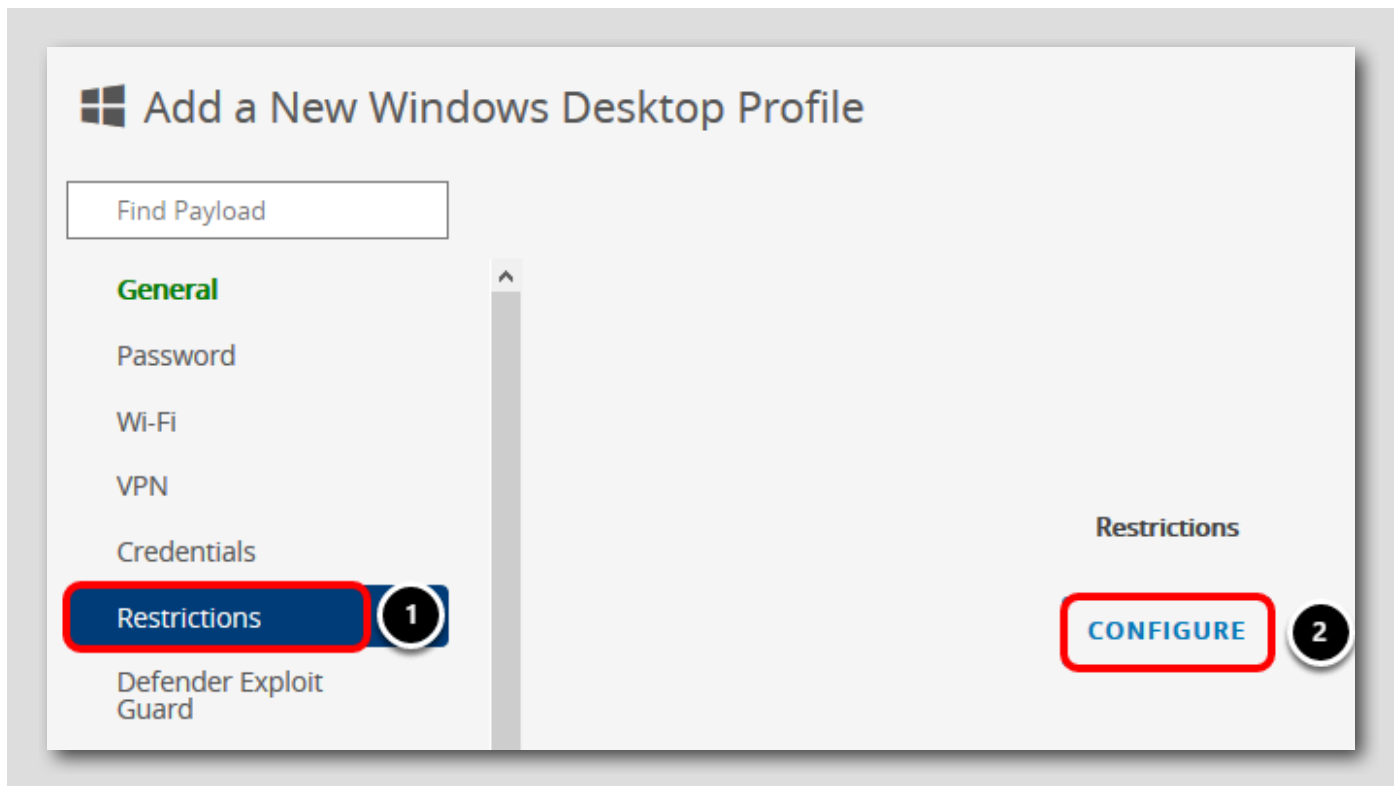 Add a New Windows Desktop Profile
Find Payload
General
Password
Wi-Fi
VPN
Credentials
Restrictions
1
Defender Exploit
Guard
Restrictions
CONFIGURE
2